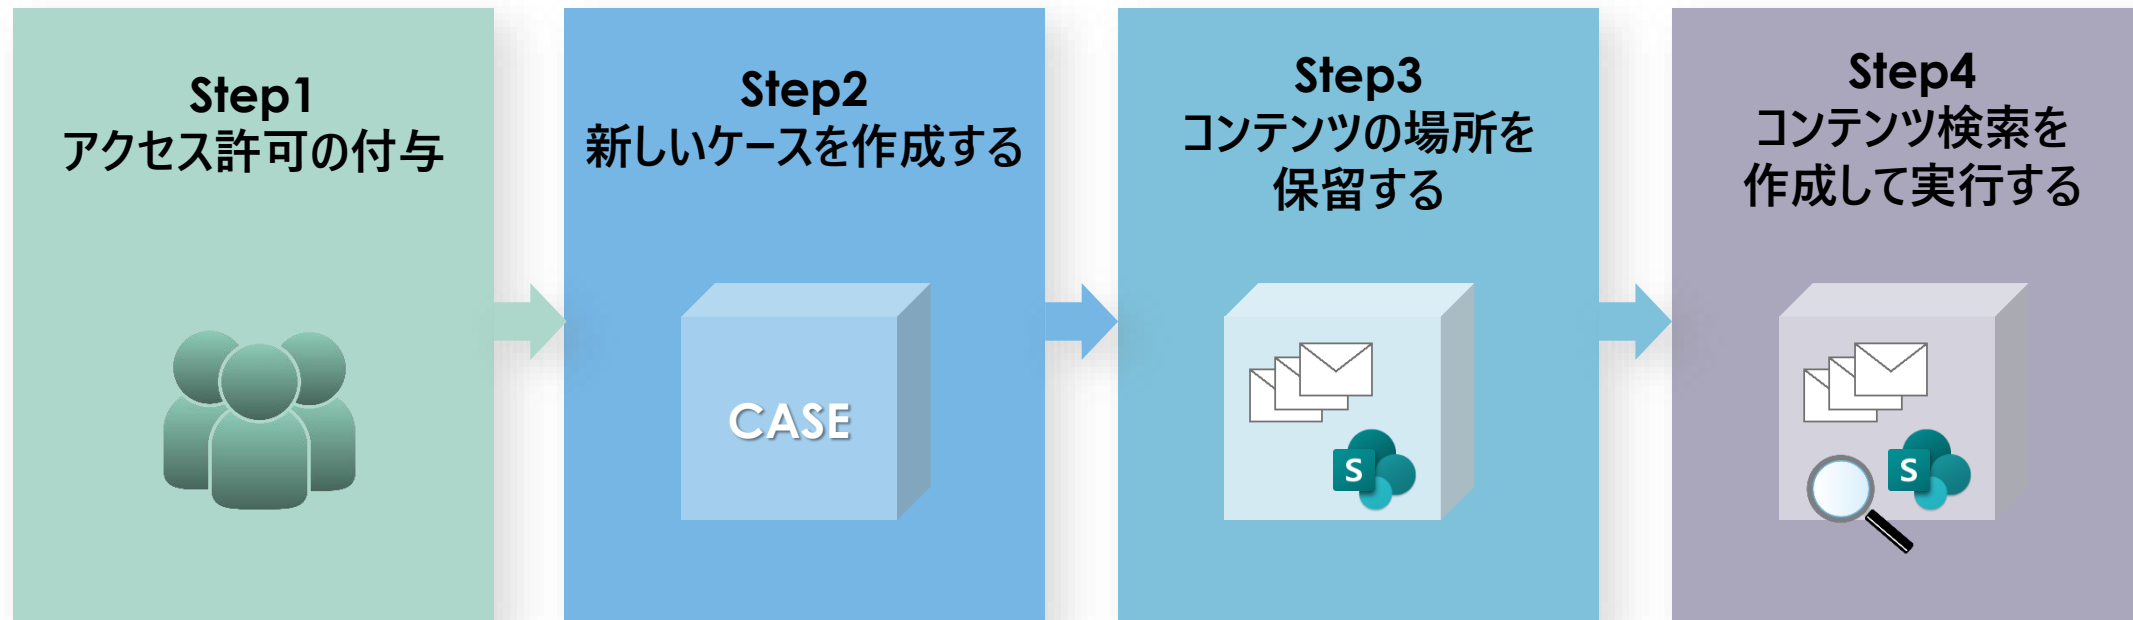 Step1
アクセス許可の付与
Step2
新しいケースを作成する
CASE
Step3
コンテンツの場所を
保留する
S
Step4
コンテンツ検索を
作成して実行する
S